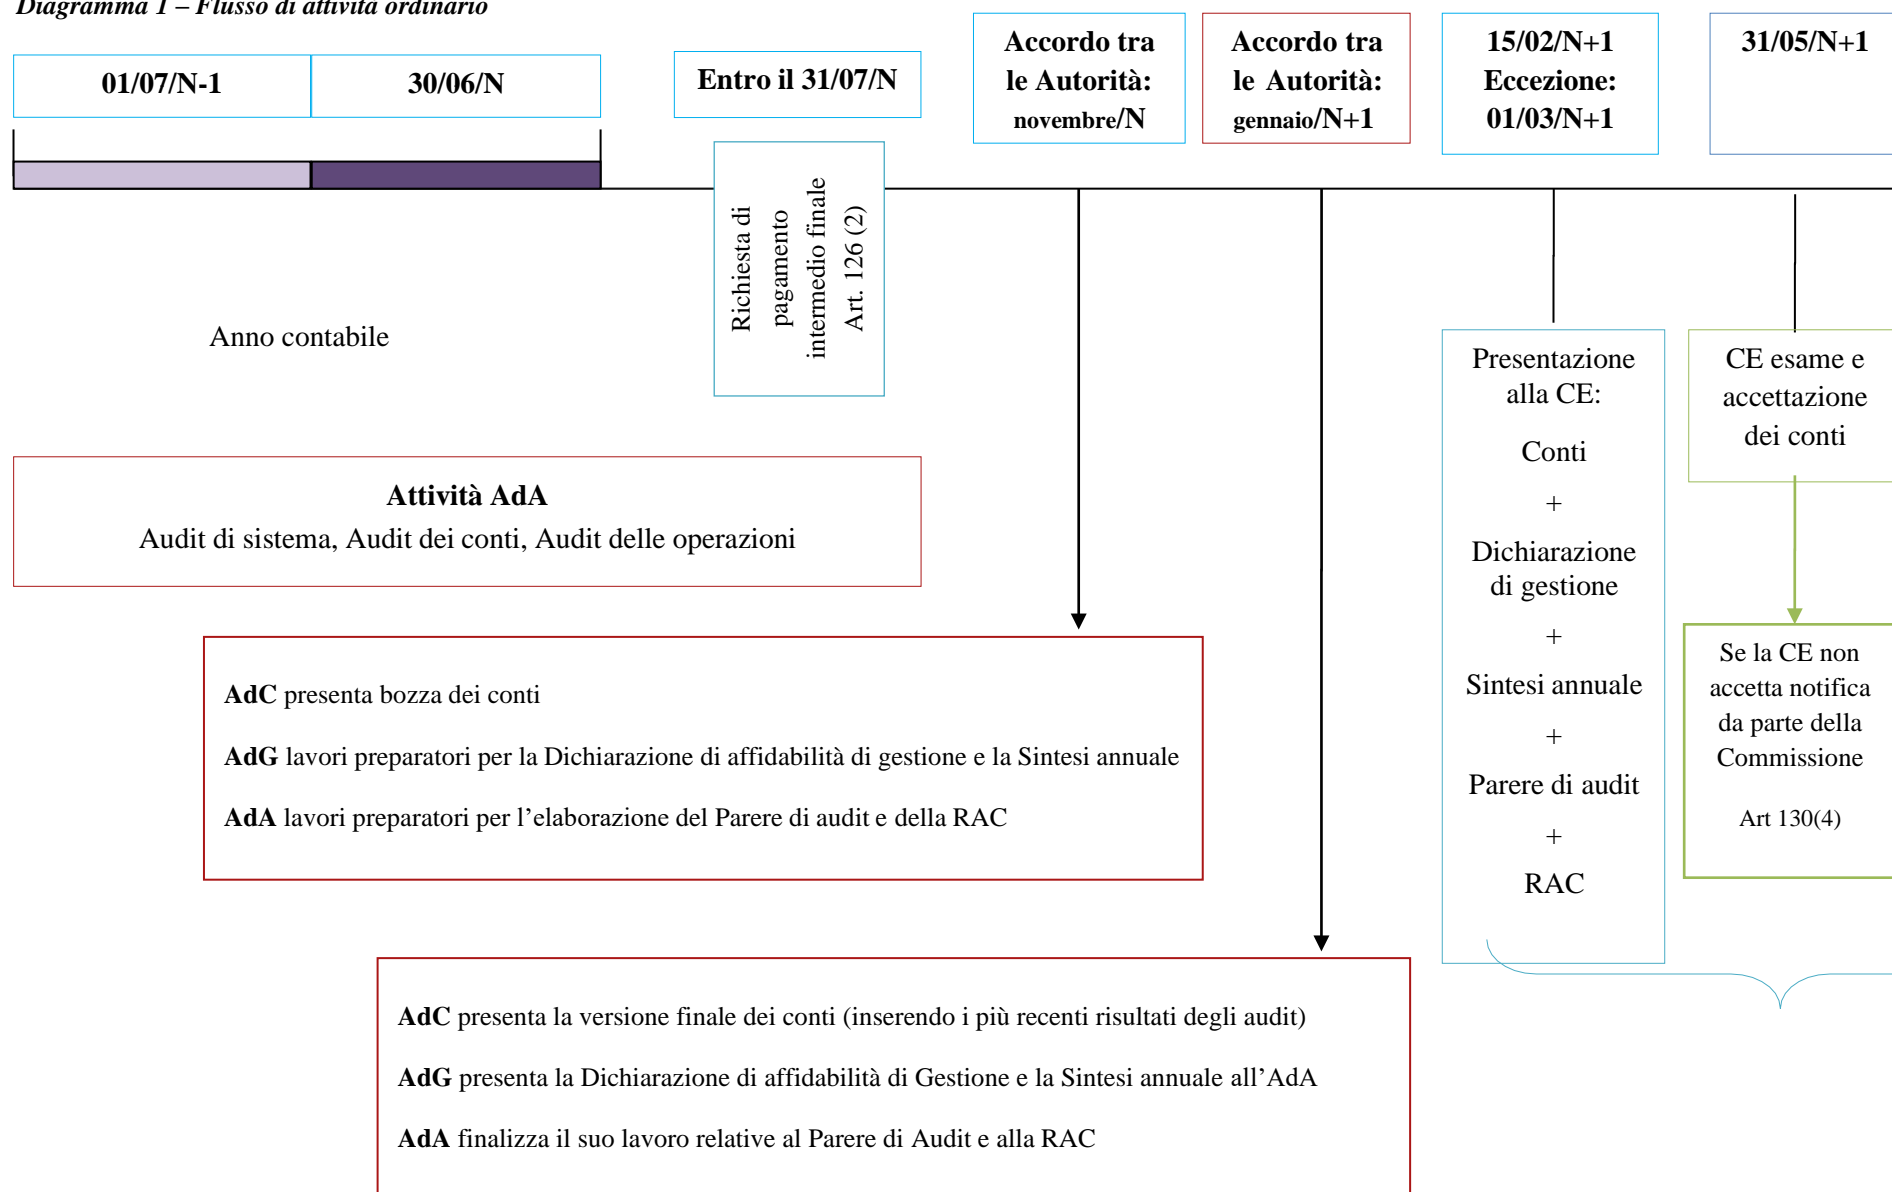 Diagramma 1 – Flusso di attività ordinario
01/07/N-1
30/06/N
Entro il 31/07/N
Accordo tra
le Autorità:
novembre/N
Accordo tra
le Autorità:
gennaio/N+1
15/02/N+1
Eccezione:
01/03/N+1
31/05/N+1
Richiesta di
pagamento
intermedio finale
Art. 126 (2)
Anno contabile
Attività AdA
Audit di sistema, Audit dei conti, Audit delle operazioni
AdC presenta bozza dei conti
AdG lavori preparatori per la Dichiarazione di affidabilità di gestione e la Sintesi annuale
AdA lavori preparatori per l’elaborazione del Parere di audit e della RAC
AdC presenta la versione finale dei conti (inserendo i più recenti risultati degli audit)
AdG presenta la Dichiarazione di affidabilità di Gestione e la Sintesi annuale all’AdA
AdA finalizza il suo lavoro relative al Parere di Audit e alla RAC
Presentazione
alla CE:
Conti
+
Dichiarazione
di gestione
+
Sintesi annuale
+
Parere di audit
+
RAC
CE esame e
accettazione
dei conti
Se la CE non
accetta notifica
da parte della
Commissione
Art 130(4)